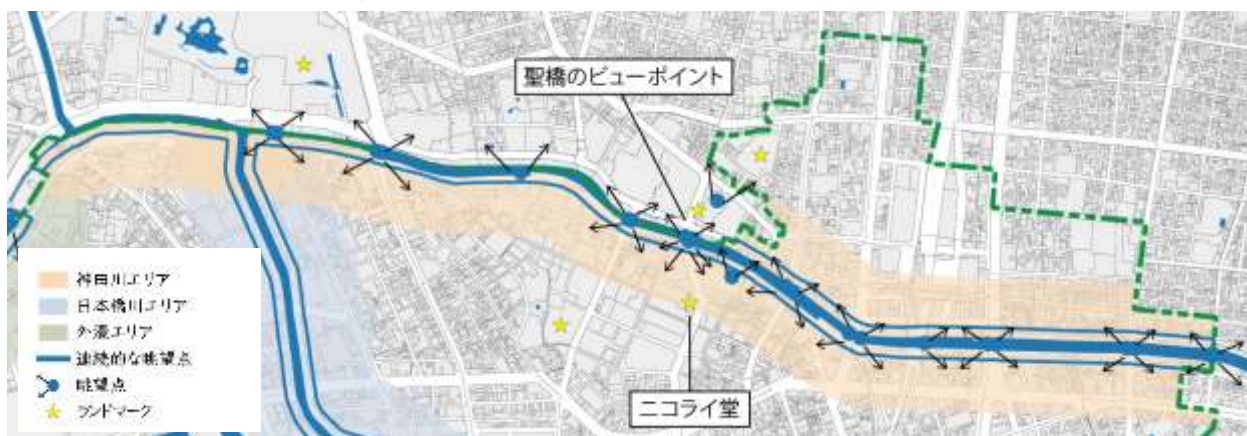 聖橋のビューポイント
神田川エリア
日本橋川エリア
外濠エリア
連続的な眺望点
眺望点
ランドマーク
ニコライ堂